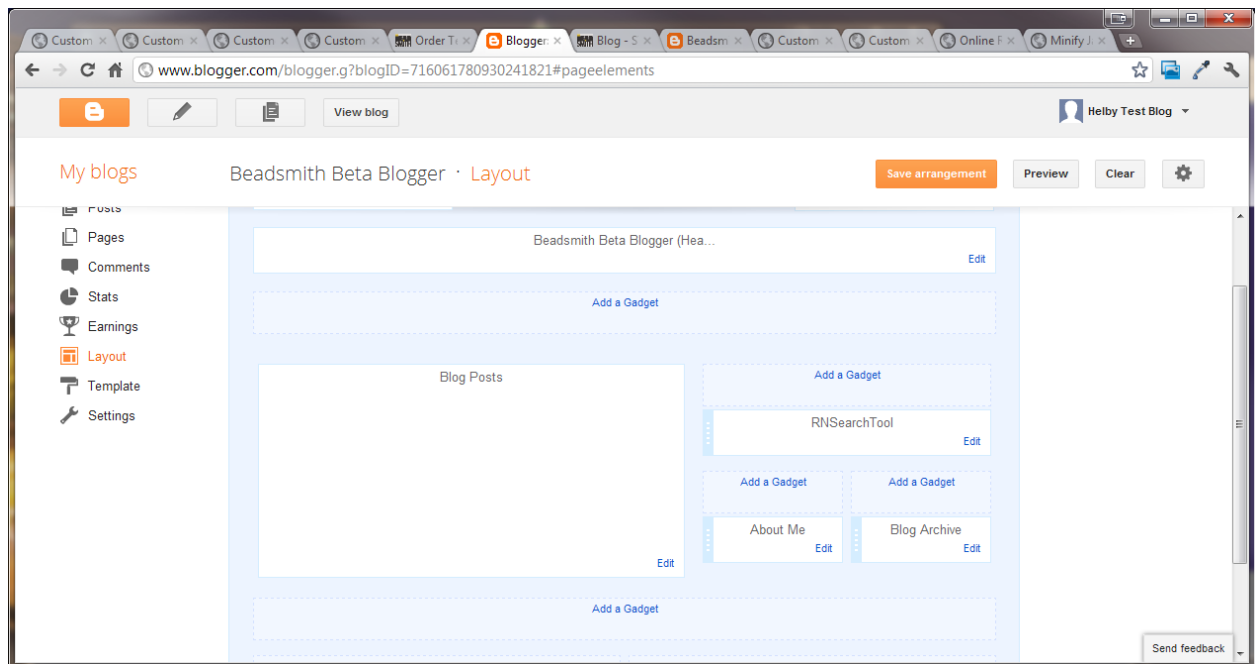 Custom Custom Custom Custom Order T Blogger: Blog - S Beadsm Custom Custom Online F Minify J
www.blogger.com/blogger.g?blogID=716061780930241821#pageelements
View blog Helby Test Blog
My blogs Beadsmith Beta Blogger · Layout Save arrangement Preview Clear
Posts
Pages
Comments
Stats
Earnings
Layout
Template
Settings
Beadsmith Beta Blogger (Hea...
Edit
Add a Gadget
Blog Posts
Edit
Add a Gadget
RNSearchTool
Edit
Add a Gadget Add a Gadget
About Me Blog Archive
Edit Edit
Add a Gadget
Send feedback